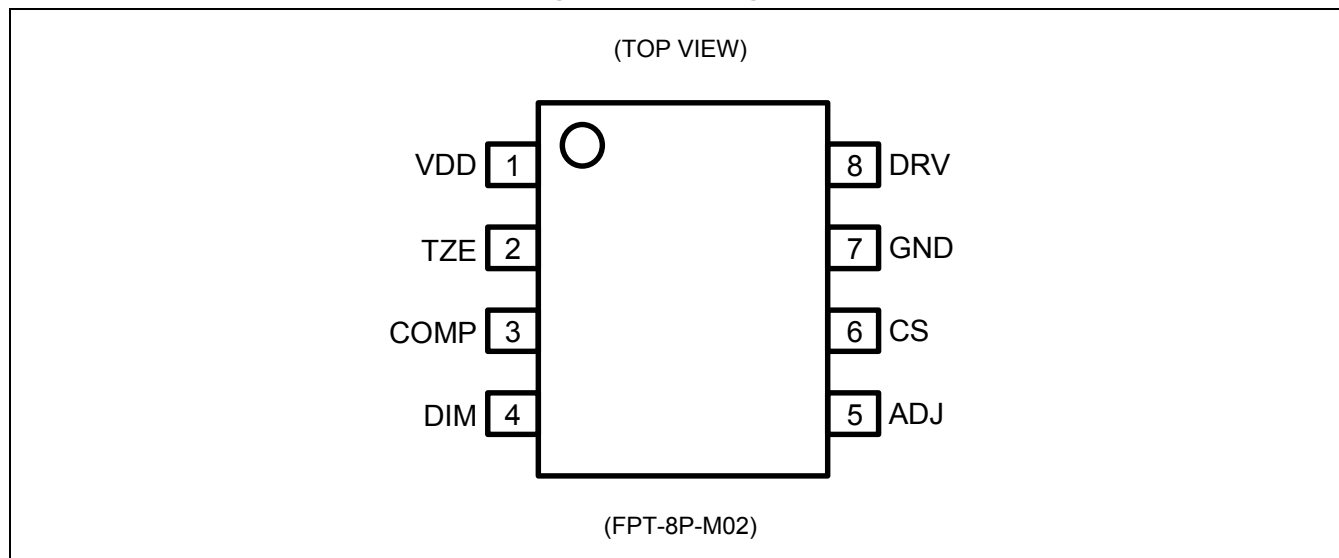 (TOP VIEW)
VDD 1
8 DRV
TZE 2
7 GND
COMP 3
6 CS
DIM 4
5 ADJ
(FPT-8P-M02)